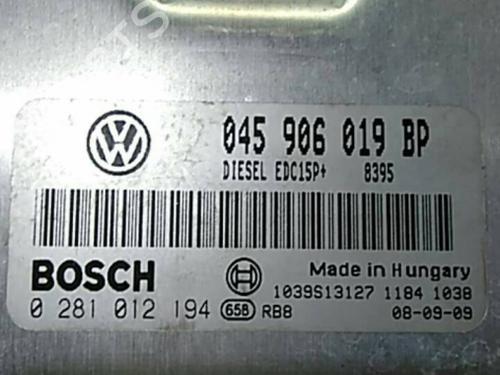 045 906 019 BP
DIESEL EDC15P+ 8395
BOSCH
Made in Hungary
1039S13127 1184 1038
0 281 012 194 658 RB8 08-09-09